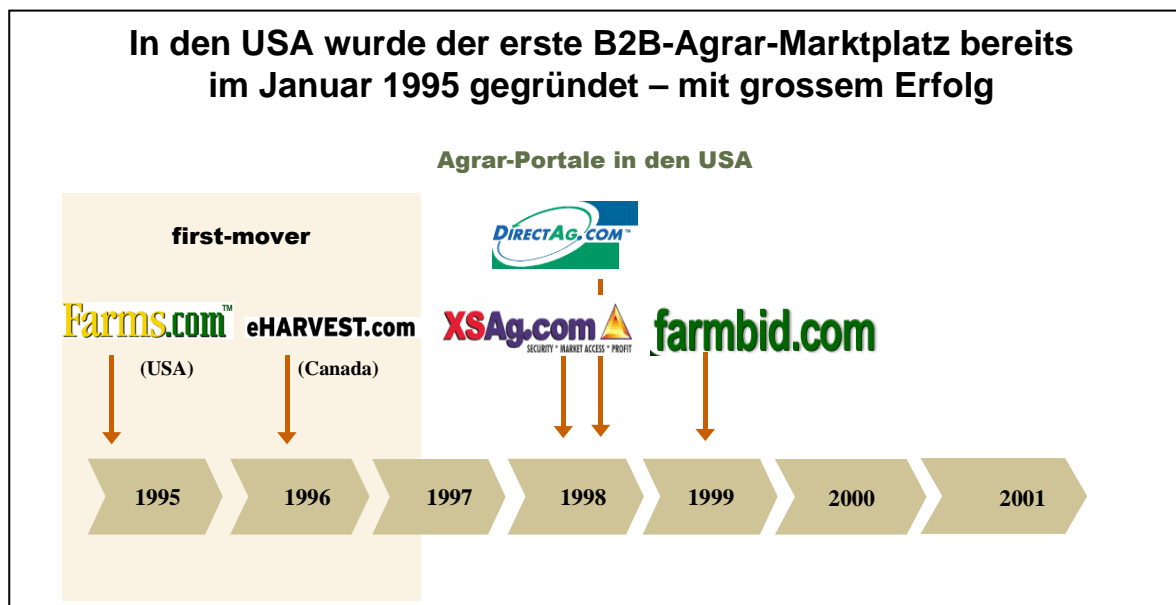 In den USA wurde der erste B2B-Agrar-Marktplatz bereits
im Januar 1995 gegründet – mit grossem Erfolg
Agrar-Portale in den USA
first-mover
DIRECTAG.COM™
Farms.com™
eHARVEST.com
XSAg.com
SECURITY * MARKET ACCESS * PROFIT
farmbid.com
(USA)
(Canada)
1995
1996
1997
1998
1999
2000
2001